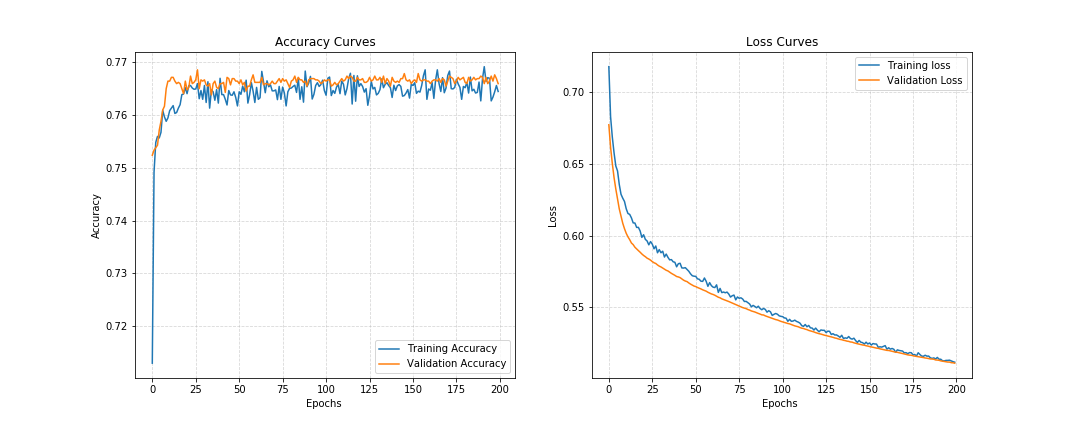 Accuracy Curves
0.77
0.76
0.75
0.74
0.73
0.72
Accuracy
0 25 50 75 100 125 150 175 200
Epochs
Training Accuracy
Validation Accuracy
Loss Curves
0.70
0.65
0.60
0.55
Loss
0 25 50 75 100 125 150 175 200
Epochs
Training loss
Validation Loss